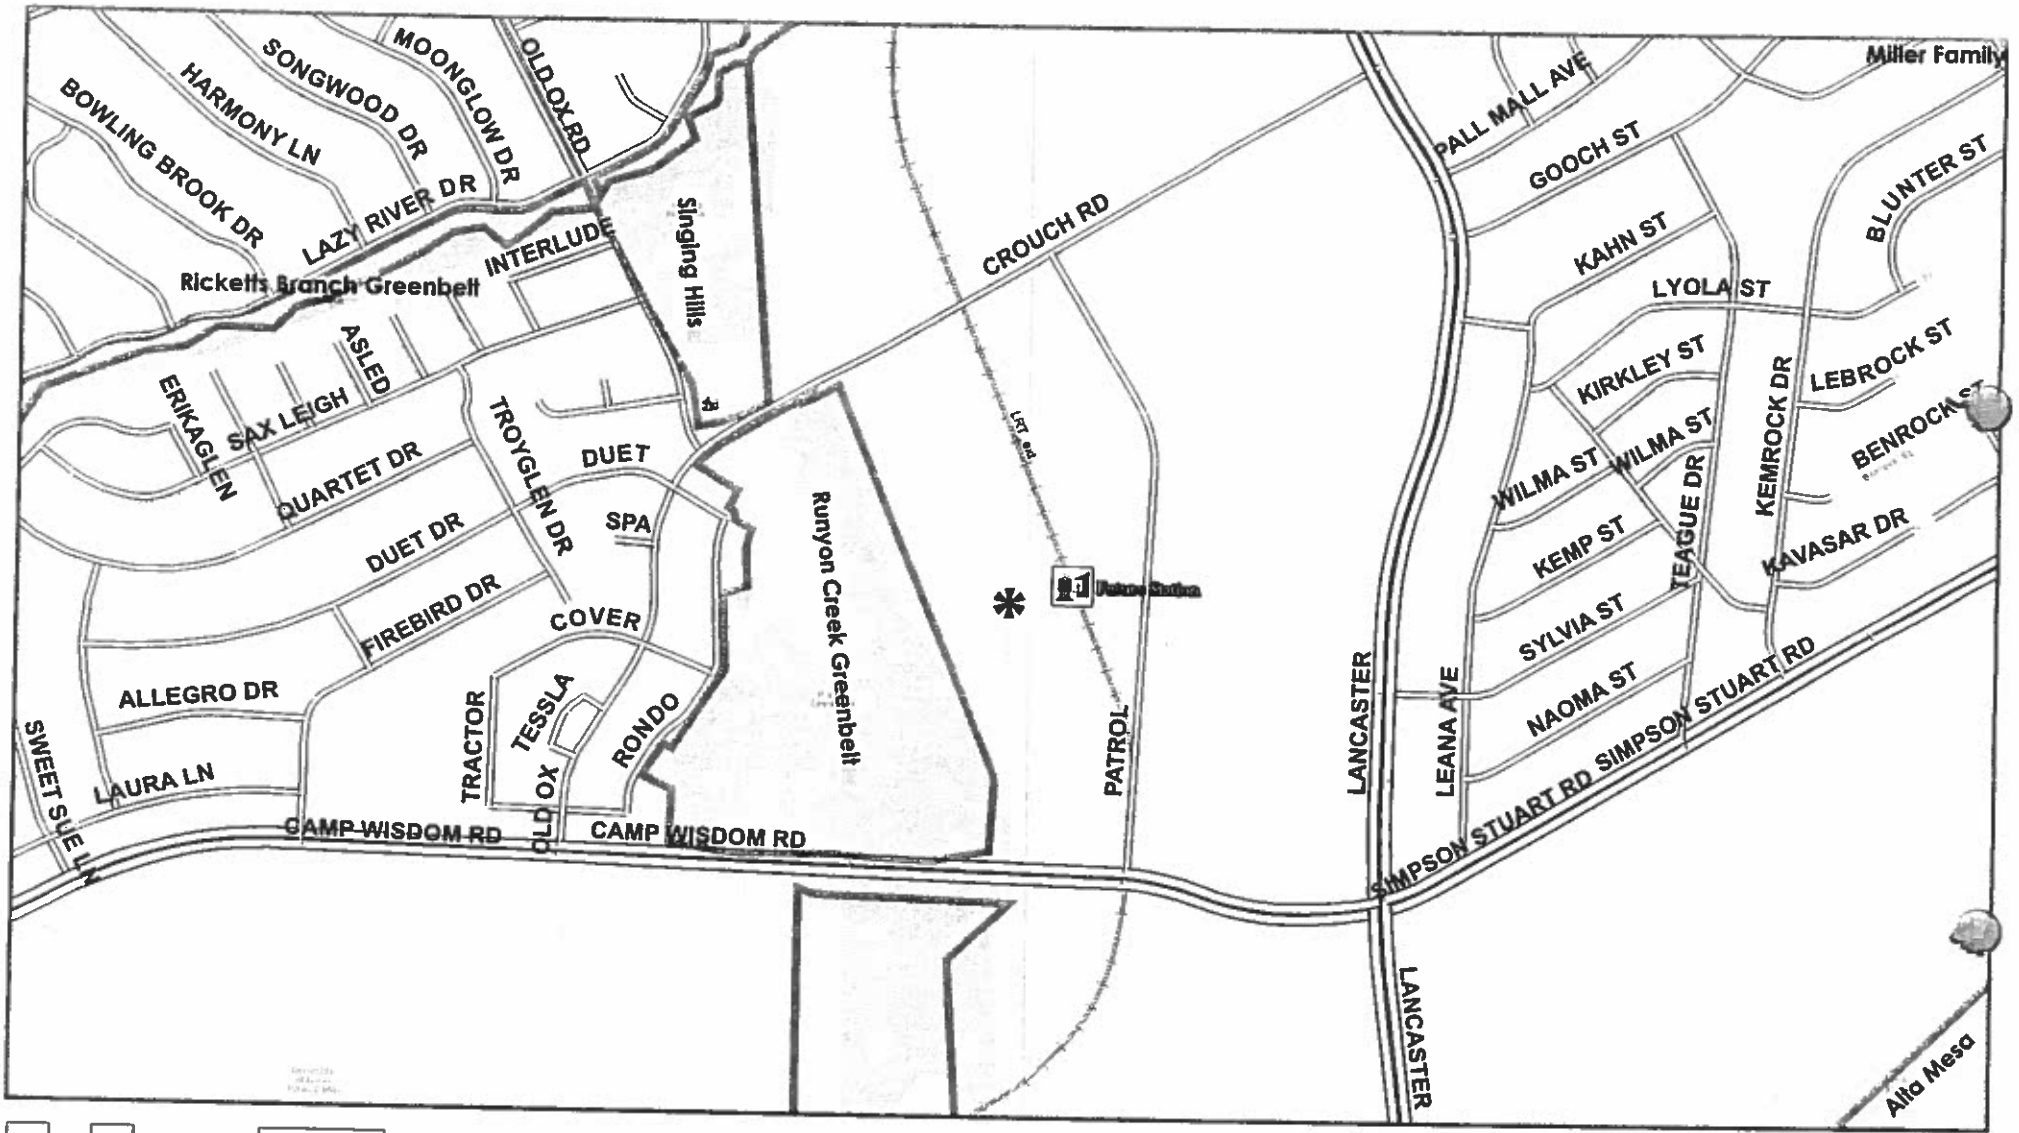 Miller Family
MOONGLOW DR
OLD OX RD
SONGWOOD DR
HARMONY LN
BOWLING BROOK DR
PALL MALL AVE
GOOCH ST
BLUNTER ST
LAZY RIVER DR
INTERLUDE
Singing Hills
CROUCH RD
KAHN ST
LYOLA ST
Ricketts Branch Greenbelt
ASLED
ERIKAGLEN
SAX LEIGH
KIRKLEY ST
KEMROCK DR
LEBROCK ST
QUARTET DR
TROYGLEN DR
DUET
LRT
WILMA ST
WILMA ST
BENROCK ST
DUET DR
SPA
Runyon Creek Greenbelt
KEMP ST
TEAGUE DR
KAVASAR DR
FIREBIRD DR
COVER
Future Station
SYLVIA ST
ALLEGRO DR
TRACTOR
TESSLA
RONDO
PATROL
LANCASTER
LEANA AVE
NAOMA ST
SIMPSON STUART RD
SWEET SUE LN
LAURA LN
OLD OX
CAMP WISDOM RD
CAMP WISDOM RD
SIMPSON STUART RD
LANCASTER
Alta Mesa